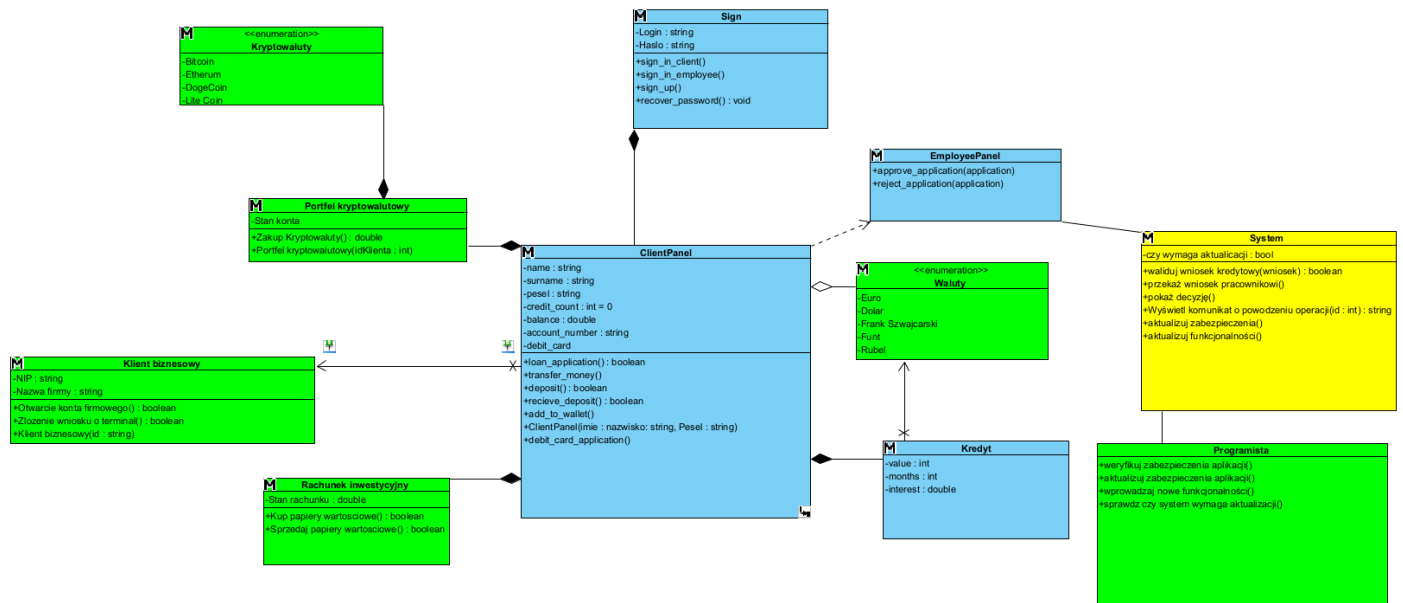 <<enumeration>>
Kryptowaluty
-Bitcoin
-Etherum
-DogeCoin
-Lite Coin
Sign
-Login : string
-Haslo : string
+sign_in_client()
+sign_in_employee()
+sign_up()
+recover_password() : void
EmployeePanel
+approve_application(application)
+reject_application(application)
Portfel kryptowalutowy
-Stan konta
+Zakup Kryptowaluty() : double
+Portfel kryptowalutowy(idKlienta : int)
ClientPanel
-name : string
-surname : string
-pesel : string
-credit_count : int = 0
-balance : double
-account_number : string
-debit_card
+loan_application() : boolean
+transfer_money()
+deposit() : boolean
+recieve_deposit() : boolean
+add_to_wallet()
+ClientPanel(imie : nazwisko: string, Pesel : string)
+debit_card_application()
<<enumeration>>
Waluty
-Euro
-Dolar
-Frank Szwajcarski
-Funt
-Rubel
System
-czy wymaga aktualicacji : bool
+waliduj wniosek kredytowy(wniosek) : boolean
+przekaż wniosek pracownikowi()
+pokaż decyzję()
+Wyświetl komunikat o powodzeniu operacji(id : int) : string
+aktualizuj zabezpieczenia()
+aktualizuj funkcjonalności()
Klient biznesowy
-NIP : string
-Nazwa firmy : string
+Otwarcie konta firmowego() : boolean
+Zlozenie wniosku o terminal() : boolean
+Klient biznesowy(id : string)
Kredyt
-value : int
-months : int
-interest : double
Programista
+weryfikuj zabezpieczenia aplikacji()
+aktualizuj zabezpieczenia aplikacji()
+wprowadzaj nowe funkcjonalności()
+sprawdz czy system wymaga aktualizacji()
Rachunek inwestycyjny
-Stan rachunku : double
+Kup papiery wartosciowe() : boolean
+Sprzedaj papiery wartosciowe() : boolean